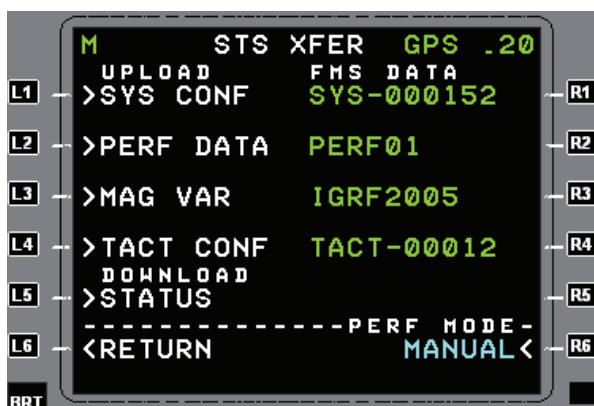 M STS XFER GPS .20
UPLOAD FMS DATA
L1 >SYS CONF SYS-000152 R1
L2 >PERF DATA PERF01 R2
L3 >MAG VAR IGRF2005 R3
L4 >TACT CONF TACT-00012 R4
DOWNLOAD
L5 >STATUS R5
---------------PERF MODE-
L6 <RETURN MANUAL< R6
BRT